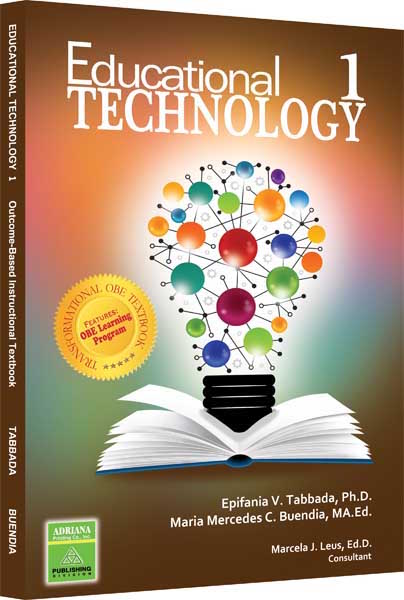 EDUCATIONAL TECHNOLOGY 1 Outcome-Based Instructional Textbook TABBADA BUENDIA
Educational 1
TECHNOLOGY
TRANSFORMATIONAL OBE TEXTBOOK
FEATURES:
OBE Learning
Program
Epifania V. Tabbada, Ph.D.
Maria Mercedes C. Buendia, MA.Ed.
Marcela J. Leus, Ed.D.
Consultant
ADRIANA
Printing Co., Inc.
PUBLISHING
DIVISION